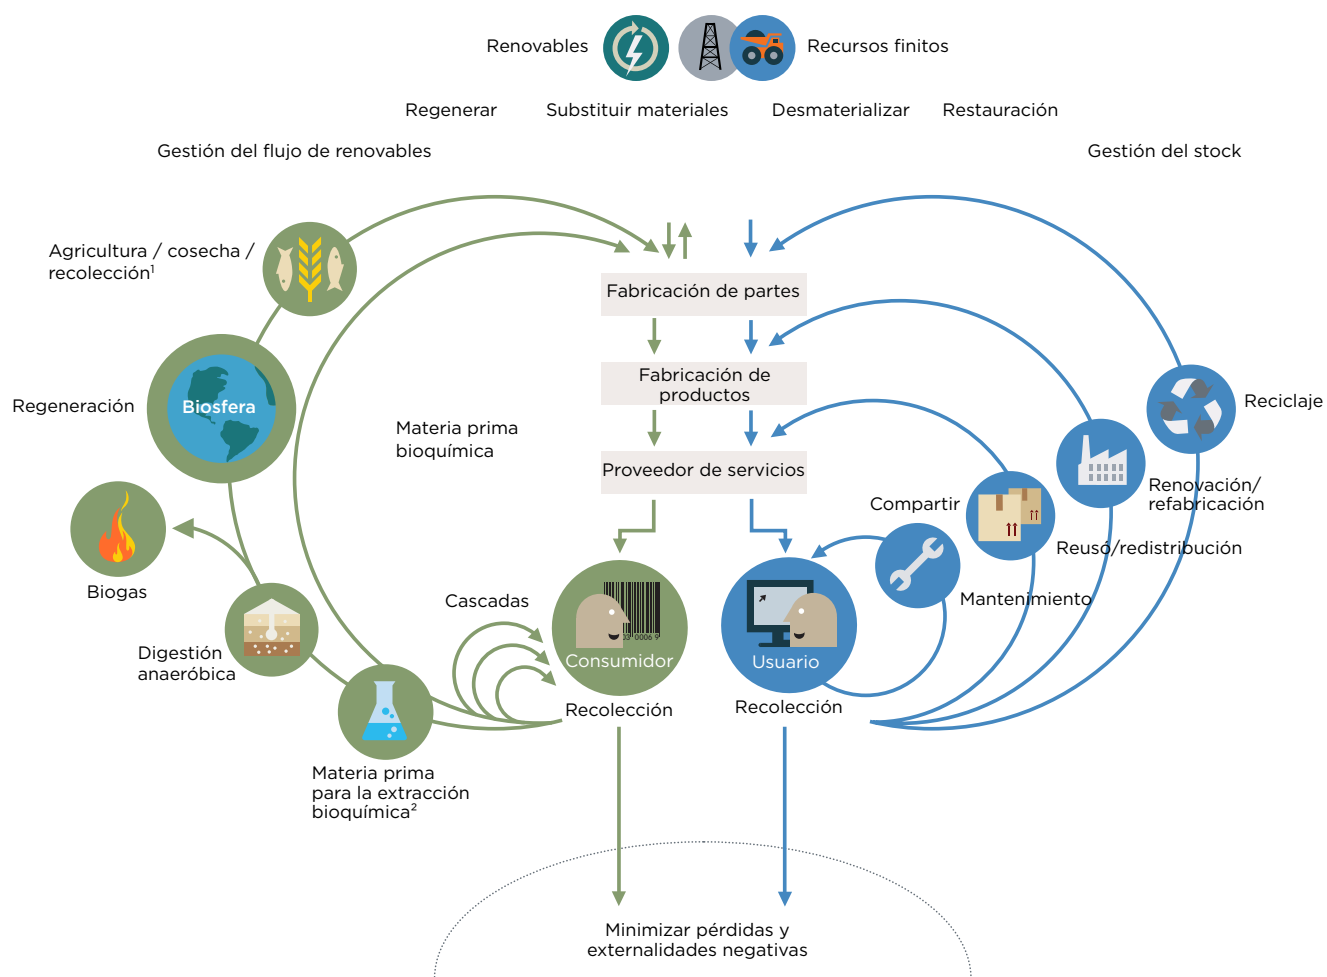 Renovables
Recursos finitos
Regenerar
Substituir materiales
Desmaterializar
Restauración
Gestión del flujo de renovables
Gestión del stock
Agricultura / cosecha /
recolección¹
Fabricación de partes
Fabricación de
productos
Regeneración
Biosfera
Reciclaje
Materia prima
bioquímica
Proveedor de servicios
Renovación/
refabricación
Compartir
Reusó/redistribución
Biogas
Cascadas
Mantenimiento
03 0006 9
Consumidor
Usuario
Digestión
anaeróbica
Recolección
Recolección
Materia prima
para la extracción
bioquímica²
Minimizar pérdidas y
externalidades negativas